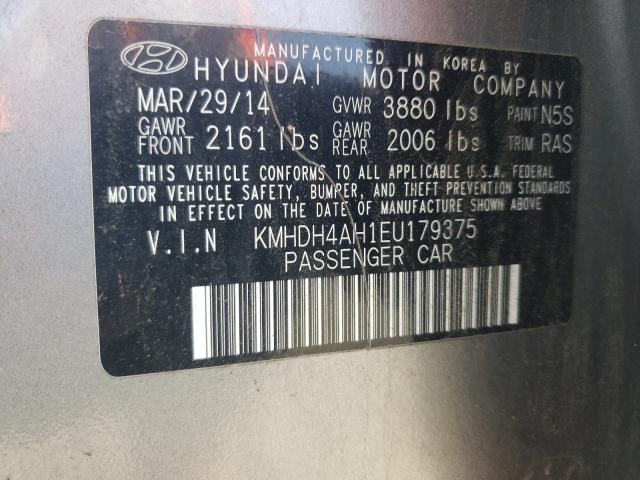 MANUFACTURED IN KOREA BY
HYUNDAI MOTOR COMPANY
MAR/29/14 GVWR 3880 lbs PAINT N5S
GAWR FRONT 2161 lbs GAWR REAR 2006 lbs TRIM RAS
THIS VEHICLE CONFORMS TO ALL APPLICABLE U.S.A. FEDERAL
MOTOR VEHICLE SAFETY, BUMPER, AND THEFT PREVENTION STANDARDS
IN EFFECT ON THE DATE OF MANUFACTURE SHOWN ABOVE.
V.I.N KMHDH4AH1EU179375
PASSENGER CAR